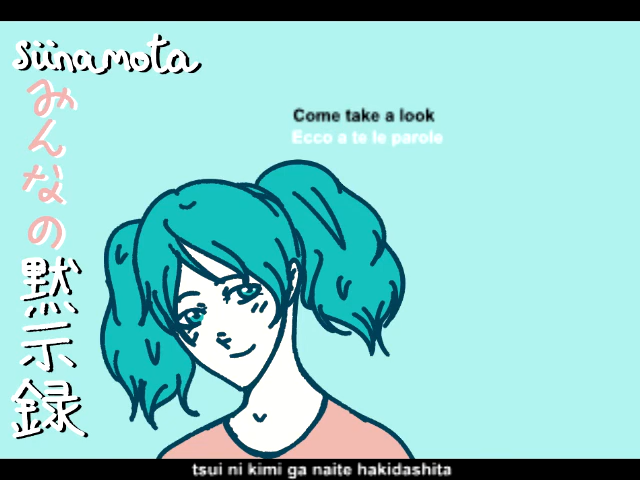 siinamota
みんなの黙示録
Come take a look
Ecco a te le parole
tsui ni kimi ga naite hakidashita